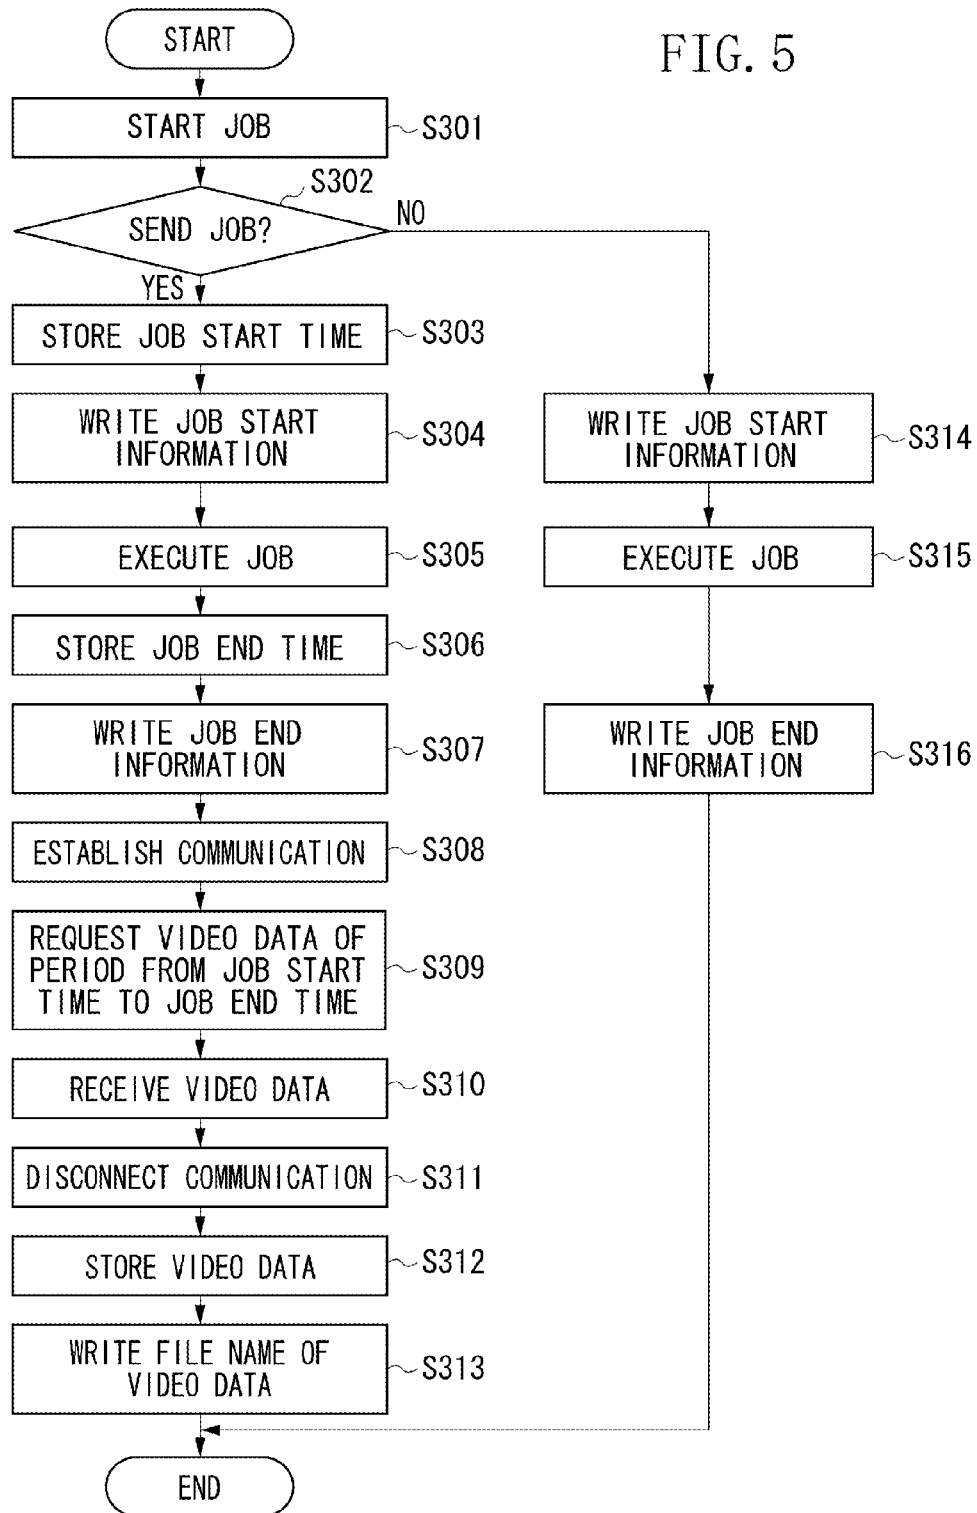 FIG. 5
START
START JOB
S301
S302
SEND JOB?
NO
YES
STORE JOB START TIME
S303
WRITE JOB START
INFORMATION
S304
EXECUTE JOB
S305
STORE JOB END TIME
S306
WRITE JOB END
INFORMATION
S307
ESTABLISH COMMUNICATION
S308
REQUEST VIDEO DATA OF
PERIOD FROM JOB START
TIME TO JOB END TIME
S309
RECEIVE VIDEO DATA
S310
DISCONNECT COMMUNICATION
S311
STORE VIDEO DATA
S312
WRITE FILE NAME OF
VIDEO DATA
S313
WRITE JOB START
INFORMATION
S314
EXECUTE JOB
S315
WRITE JOB END
INFORMATION
S316
END